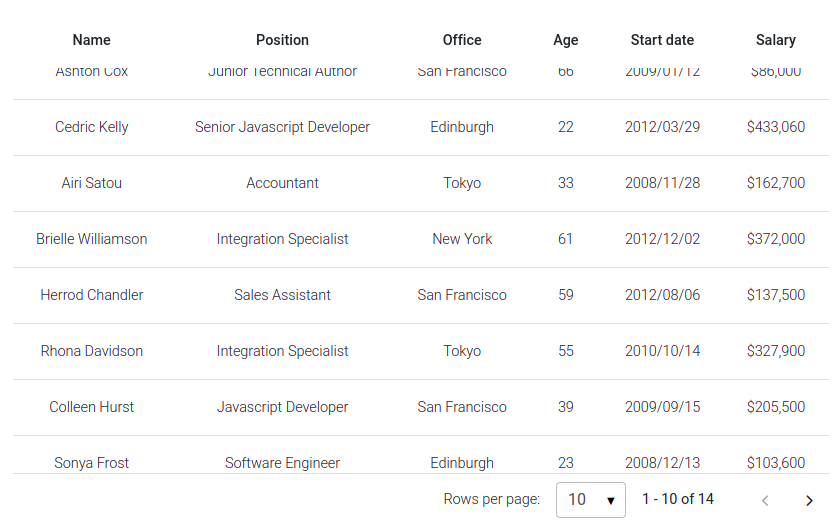 Name Position Office Age Start date Salary
Ashton Cox Junior Technical Author San Francisco 66 2009/01/12 $86,000
Cedric Kelly Senior Javascript Developer Edinburgh 22 2012/03/29 $433,060
Airi Satou Accountant Tokyo 33 2008/11/28 $162,700
Brielle Williamson Integration Specialist New York 61 2012/12/02 $372,000
Herrod Chandler Sales Assistant San Francisco 59 2012/08/06 $137,500
Rhona Davidson Integration Specialist Tokyo 55 2010/10/14 $327,900
Colleen Hurst Javascript Developer San Francisco 39 2009/09/15 $205,500
Sonya Frost Software Engineer Edinburgh 23 2008/12/13 $103,600
Rows per page: 10 1 - 10 of 14